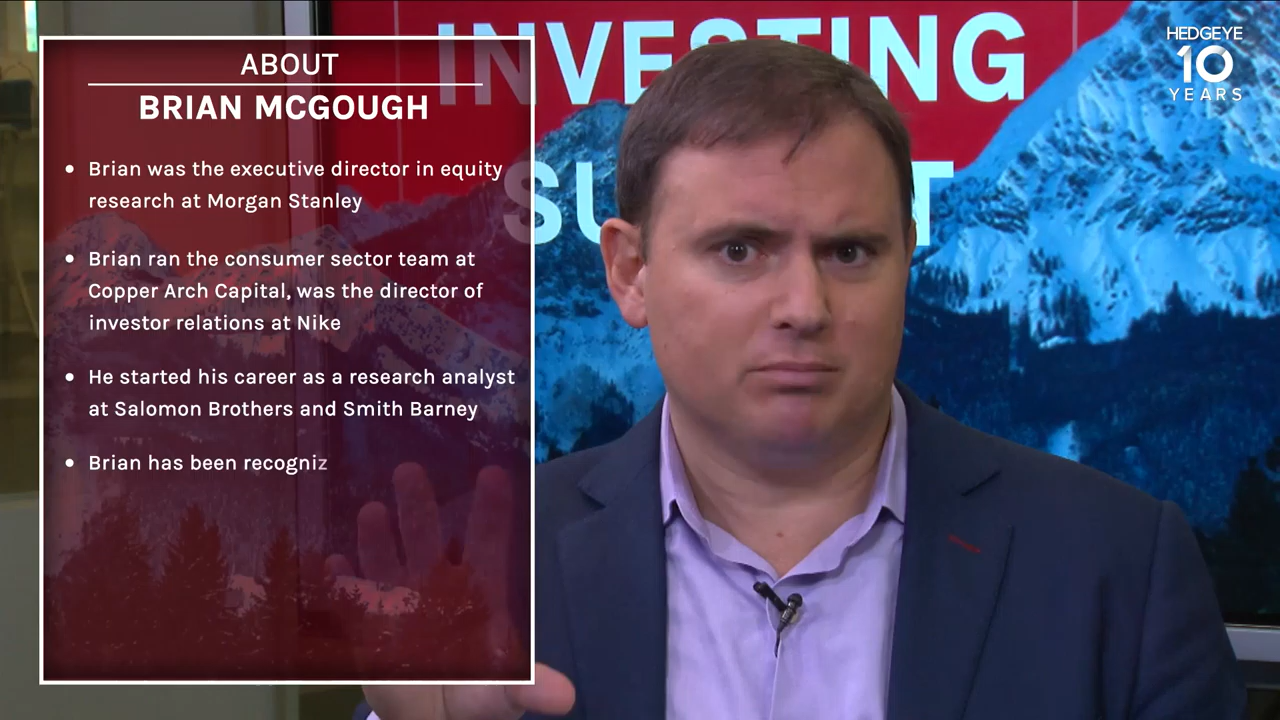 INVESTING
SU T
HEDGEYE
10
YEARS
ABOUT
BRIAN MCGOUGH
• Brian was the executive director in equity
research at Morgan Stanley
• Brian ran the consumer sector team at
Copper Arch Capital, was the director of
investor relations at Nike
• He started his career as a research analyst
at Salomon Brothers and Smith Barney
• Brian has been recogniz